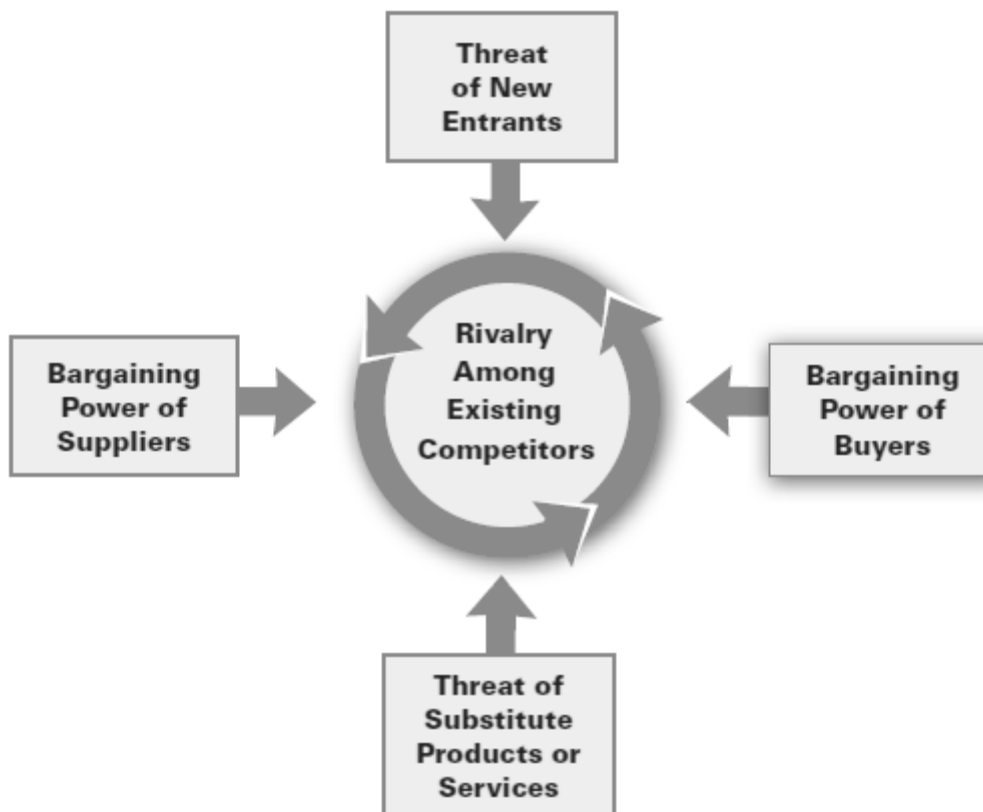 Threat
of New
Entrants
Rivalry
Among
Existing
Competitors
Bargaining
Power of
Suppliers
Bargaining
Power of
Buyers
Threat of
Substitute
Products or
Services